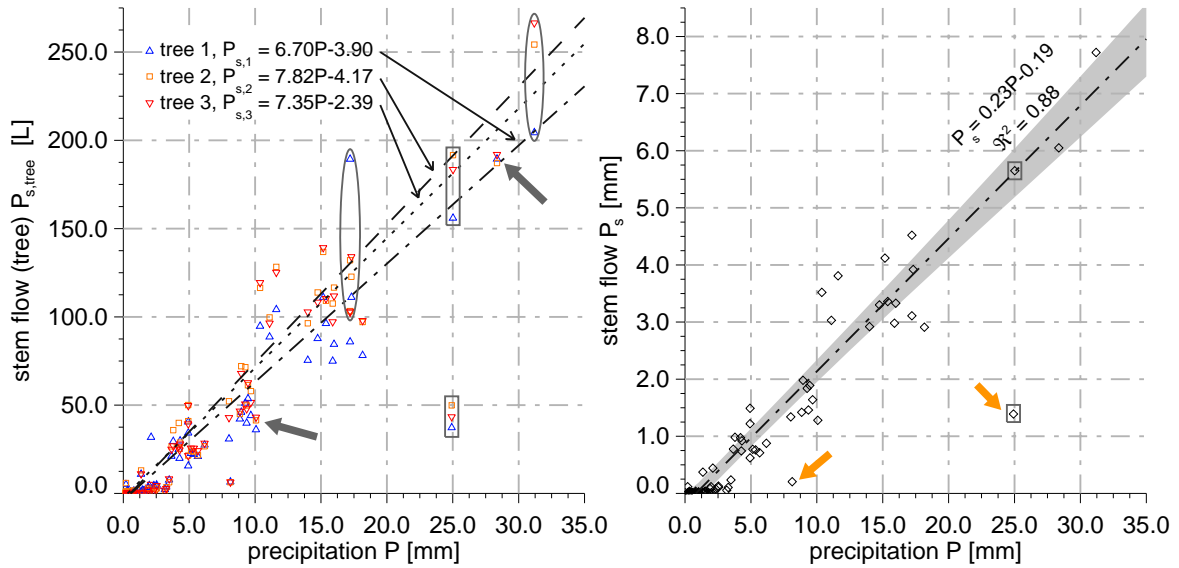 stem flow (tree) P_s,tree [L]
250.0
200.0
150.0
100.0
50.0
0.0
tree 1, P_s,1 = 6.70P-3.90
tree 2, P_s,2 = 7.82P-4.17
tree 3, P_s,3 = 7.35P-2.39
0.0 5.0 10.0 15.0 20.0 25.0 30.0 35.0
precipitation P [mm]
stem flow P_s [mm]
8.0
7.0
6.0
5.0
4.0
3.0
2.0
1.0
0.0
P_s = 0.23P-0.19
ℜ² = 0.88
0.0 5.0 10.0 15.0 20.0 25.0 30.0 35.0
precipitation P [mm]